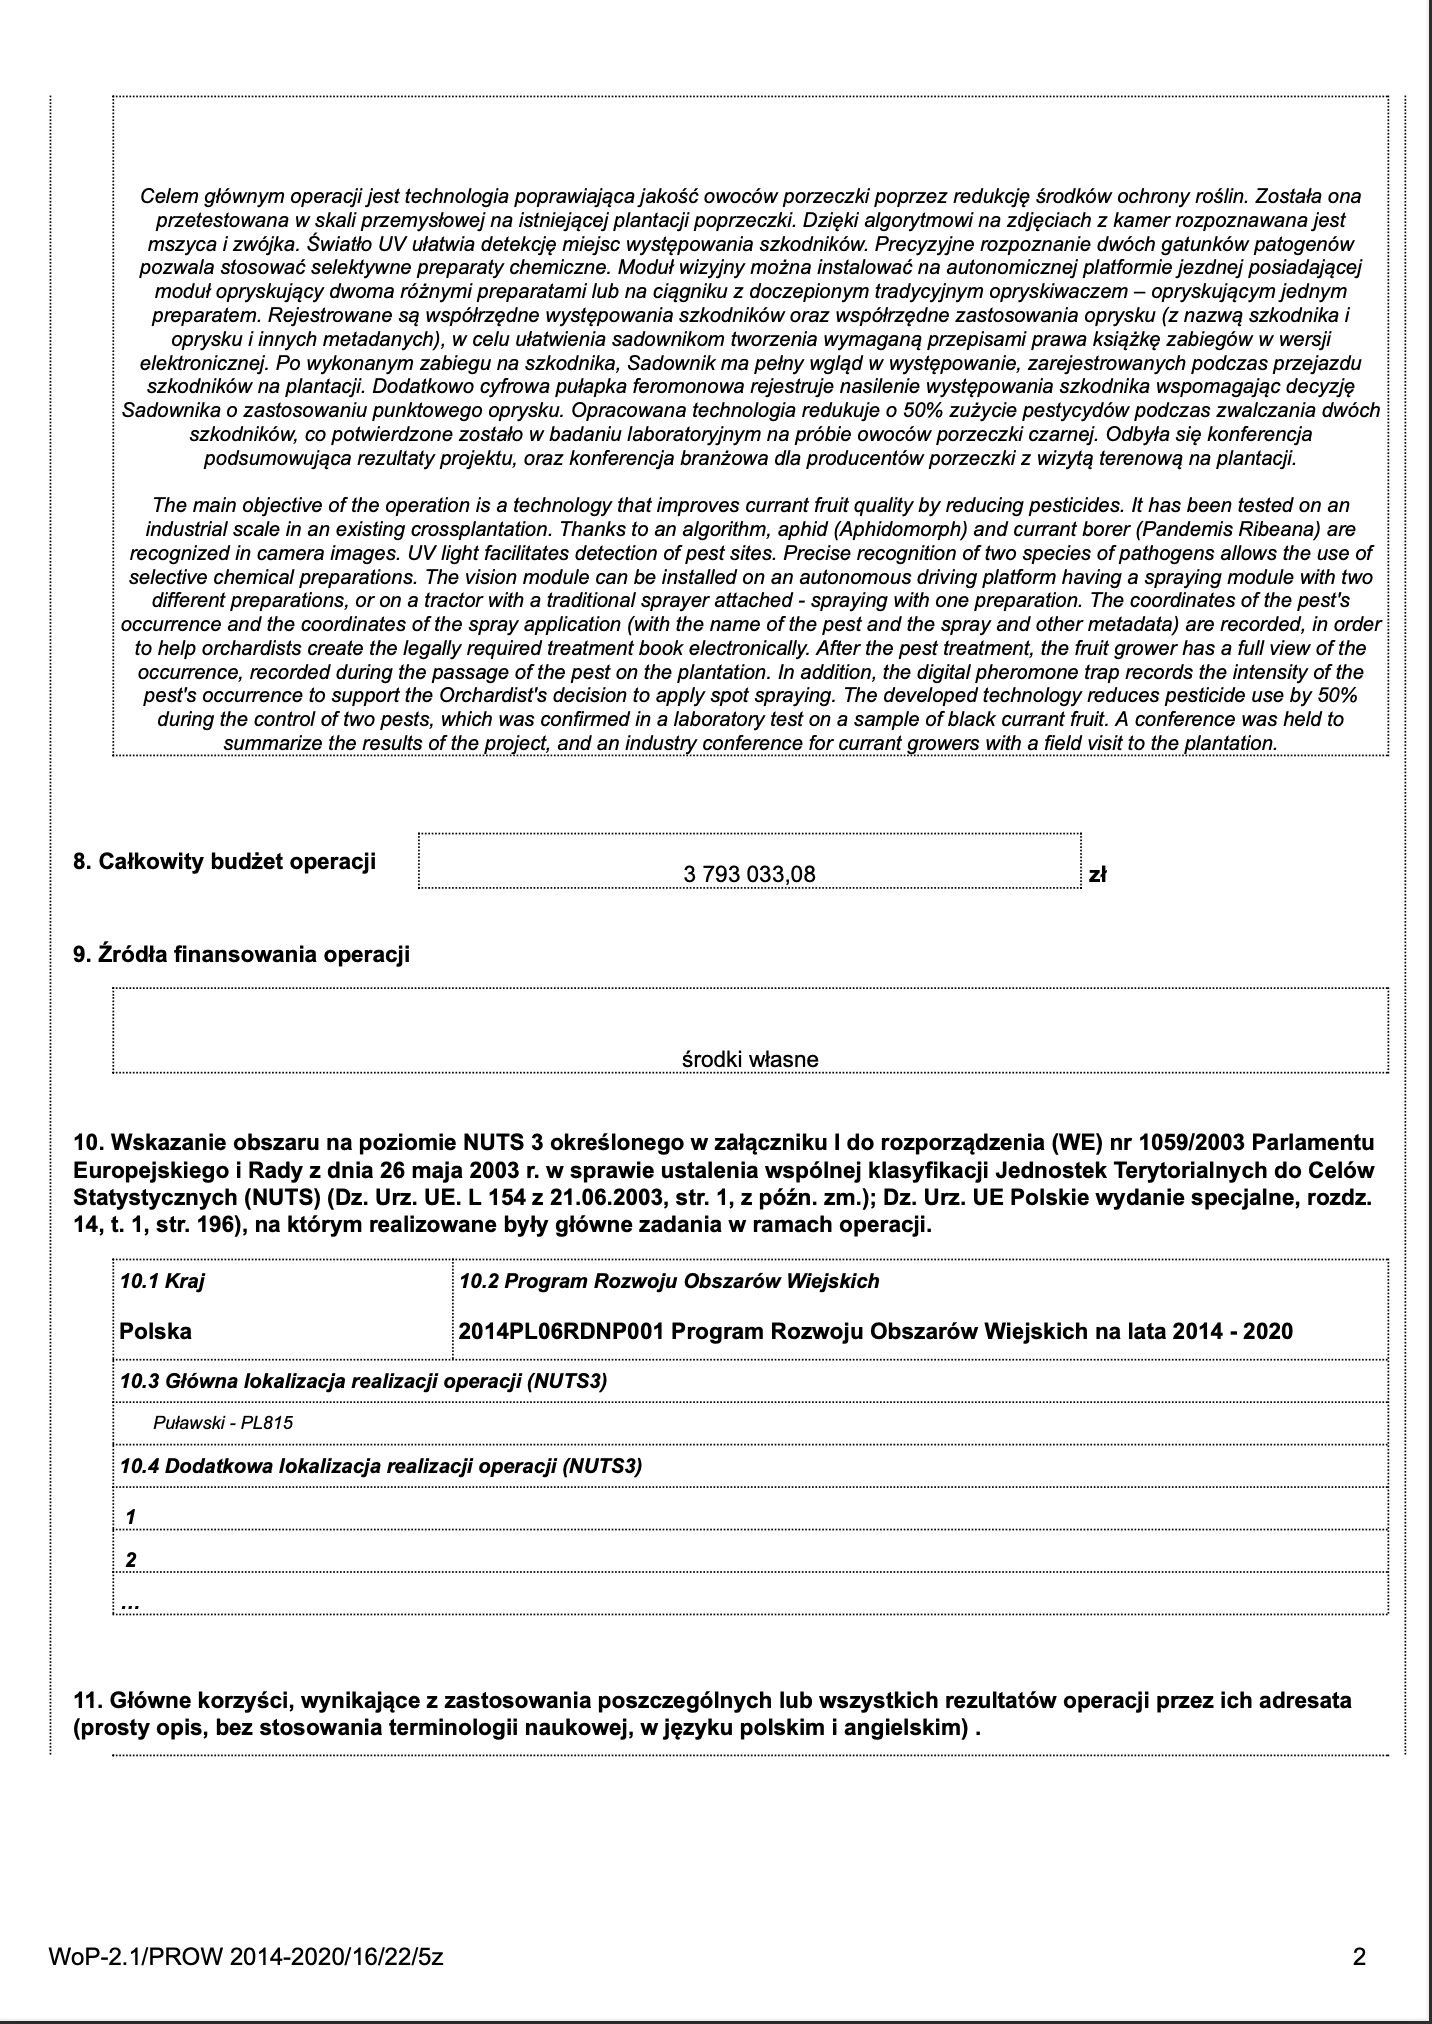 Celem głównym operacji jest technologia poprawiająca jakość owoców porzeczki poprzez redukcję środków ochrony roślin. Została ona
przetestowana w skali przemysłowej na istniejącej plantacji poprzeczki. Dzięki algorytmowi na zdjęciach z kamer rozpoznawana jest
mszyca i zwójka. Światło UV ułatwia detekcję miejsc występowania szkodników. Precyzyjne rozpoznanie dwóch gatunków patogenów
pozwala stosować selektywne preparaty chemiczne. Moduł wizyjny można instalować na autonomicznej platformie jezdnej posiadającej
moduł opryskujący dwoma różnymi preparatami lub na ciągniku z doczepionym tradycyjnym opryskiwaczem – opryskującym jednym
preparatem. Rejestrowane są współrzędne występowania szkodników oraz współrzędne zastosowania oprysku (z nazwą szkodnika i
oprysku i innych metadanych), w celu ułatwienia sadownikom tworzenia wymaganą przepisami prawa książkę zabiegów w wersji
elektronicznej. Po wykonanym zabiegu na szkodnika, Sadownik ma pełny wgląd w występowanie, zarejestrowanych podczas przejazdu
szkodników na plantacji. Dodatkowo cyfrowa pułapka feromonowa rejestruje nasilenie występowania szkodnika wspomagając decyzję
Sadownika o zastosowaniu punktowego oprysku. Opracowana technologia redukuje o 50% zużycie pestycydów podczas zwalczania dwóch
szkodników, co potwierdzone zostało w badaniu laboratoryjnym na próbie owoców porzeczki czarnej. Odbyła się konferencja
podsumowująca rezultaty projektu, oraz konferencja branżowa dla producentów porzeczki z wizytą terenową na plantacji.
The main objective of the operation is a technology that improves currant fruit quality by reducing pesticides. It has been tested on an
industrial scale in an existing crossplantation. Thanks to an algorithm, aphid (Aphidomorph) and currant borer (Pandemis Ribeana) are
recognized in camera images. UV light facilitates detection of pest sites. Precise recognition of two species of pathogens allows the use of
selective chemical preparations. The vision module can be installed on an autonomous driving platform having a spraying module with two
different preparations, or on a tractor with a traditional sprayer attached - spraying with one preparation. The coordinates of the pest's
occurrence and the coordinates of the spray application (with the name of the pest and the spray and other metadata) are recorded, in order
to help orchardists create the legally required treatment book electronically. After the pest treatment, the fruit grower has a full view of the
occurrence, recorded during the passage of the pest on the plantation. In addition, the digital pheromone trap records the intensity of the
pest's occurrence to support the Orchardist's decision to apply spot spraying. The developed technology reduces pesticide use by 50%
during the control of two pests, which was confirmed in a laboratory test on a sample of black currant fruit. A conference was held to
summarize the results of the project, and an industry conference for currant growers with a field visit to the plantation.
8. Całkowity budżet operacji 3 793 033,08 zł
9. Źródła finansowania operacji
środki własne
10. Wskazanie obszaru na poziomie NUTS 3 określonego w załączniku I do rozporządzenia (WE) nr 1059/2003 Parlamentu
Europejskiego i Rady z dnia 26 maja 2003 r. w sprawie ustalenia wspólnej klasyfikacji Jednostek Terytorialnych do Celów
Statystycznych (NUTS) (Dz. Urz. UE. L 154 z 21.06.2003, str. 1, z późn. zm.); Dz. Urz. UE Polskie wydanie specjalne, rozdz.
14, t. 1, str. 196), na którym realizowane były główne zadania w ramach operacji.
10.1 Kraj 10.2 Program Rozwoju Obszarów Wiejskich
Polska 2014PL06RDNP001 Program Rozwoju Obszarów Wiejskich na lata 2014 - 2020
10.3 Główna lokalizacja realizacji operacji (NUTS3)
Puławski - PL815
10.4 Dodatkowa lokalizacja realizacji operacji (NUTS3)
1
2
...
11. Główne korzyści, wynikające z zastosowania poszczególnych lub wszystkich rezultatów operacji przez ich adresata
(prosty opis, bez stosowania terminologii naukowej, w języku polskim i angielskim) .
WoP-2.1/PROW 2014-2020/16/22/5z 2